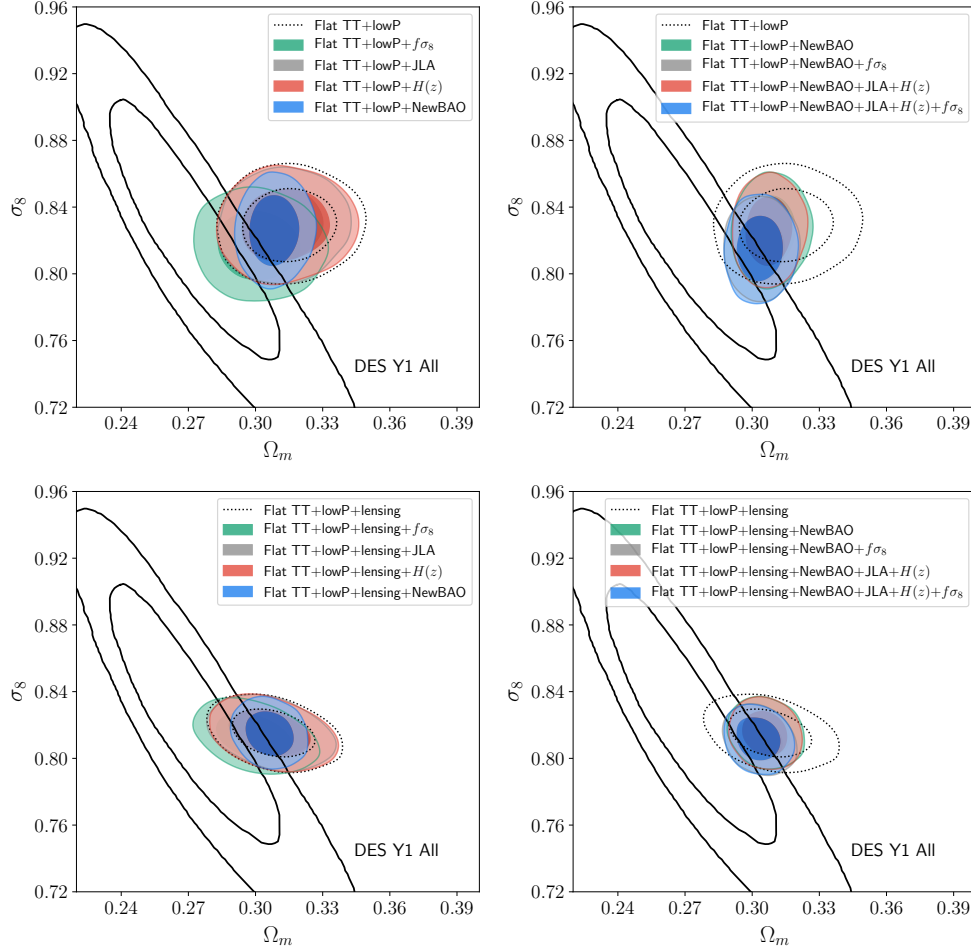 0.96
0.92
0.88
0.84
0.80
0.76
0.72
σ₈
Flat TT+lowP
Flat TT+lowP+fσ₈
Flat TT+lowP+JLA
Flat TT+lowP+H(z)
Flat TT+lowP+NewBAO
DES Y1 All
0.24 0.27 0.30 0.33 0.36 0.39
Ωₘ
0.96
0.92
0.88
0.84
0.80
0.76
0.72
σ₈
Flat TT+lowP
Flat TT+lowP+NewBAO
Flat TT+lowP+NewBAO+fσ₈
Flat TT+lowP+NewBAO+JLA+H(z)
Flat TT+lowP+NewBAO+JLA+H(z)+fσ₈
DES Y1 All
0.24 0.27 0.30 0.33 0.36 0.39
Ωₘ
0.96
0.92
0.88
0.84
0.80
0.76
0.72
σ₈
Flat TT+lowP+lensing
Flat TT+lowP+lensing+fσ₈
Flat TT+lowP+lensing+JLA
Flat TT+lowP+lensing+H(z)
Flat TT+lowP+lensing+NewBAO
DES Y1 All
0.24 0.27 0.30 0.33 0.36 0.39
Ωₘ
0.96
0.92
0.88
0.84
0.80
0.76
0.72
σ₈
Flat TT+lowP+lensing
Flat TT+lowP+lensing+NewBAO
Flat TT+lowP+lensing+NewBAO+fσ₈
Flat TT+lowP+lensing+NewBAO+JLA+H(z)
Flat TT+lowP+lensing+NewBAO+JLA+H(z)+fσ₈
DES Y1 All
0.24 0.27 0.30 0.33 0.36 0.39
Ωₘ